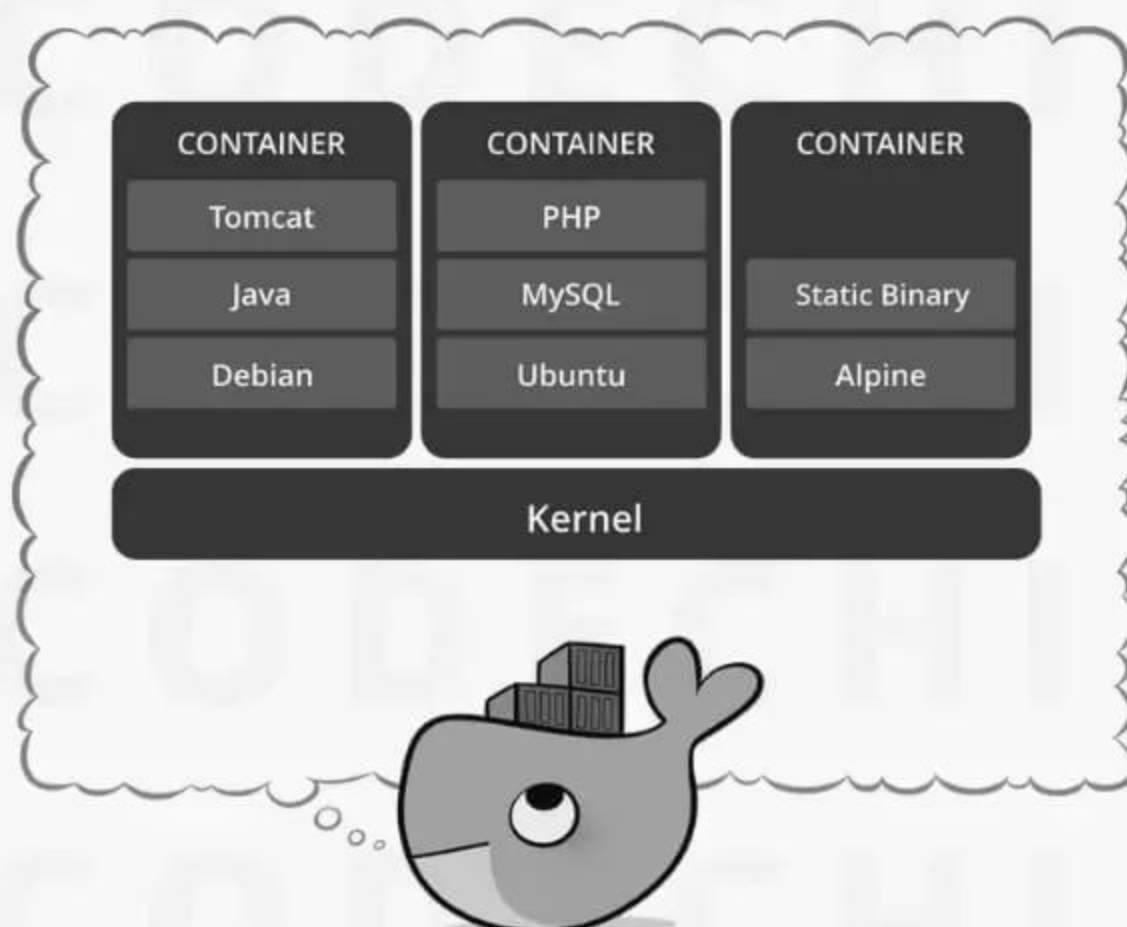 CONTAINER
Tomcat
Java
Debian
CONTAINER
PHP
MySQL
Ubuntu
CONTAINER
Static Binary
Alpine
Kernel